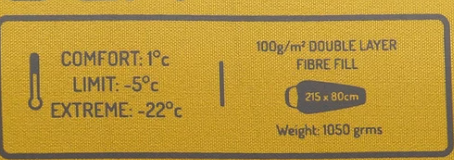 COMFORT: 1°c
LIMIT: -5°c
EXTREME: -22°c
100g/m² DOUBLE LAYER
FIBRE FILL
215 x 80cm
Weight: 1050 grms